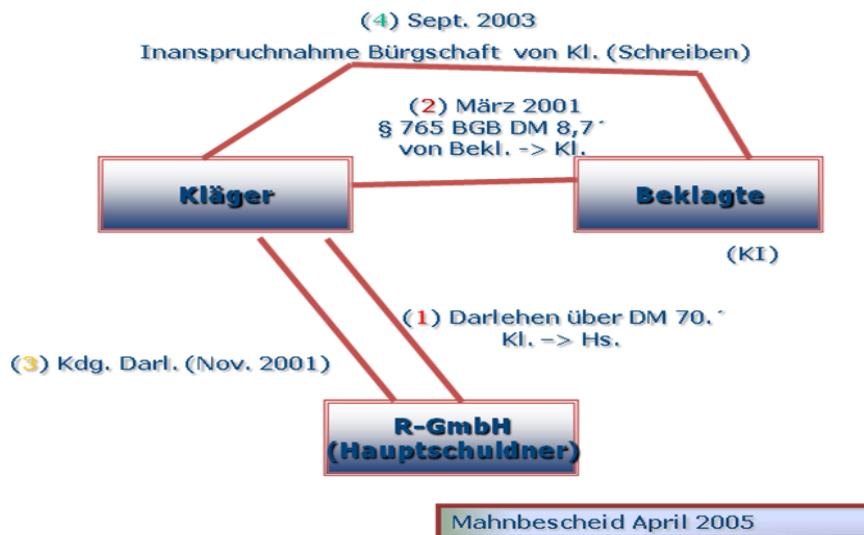 (4) Sept. 2003
Inanspruchnahme Bürgschaft von Kl. (Schreiben)
(2) März 2001
§ 765 BGB DM 8,7´
von Bekl. -> Kl.
Kläger
Beklagte
(KI)
(1) Darlehen über DM 70.´
Kl. –> Hs.
(3) Kdg. Darl. (Nov. 2001)
R-GmbH
(Hauptschuldner)
Mahnbescheid April 2005